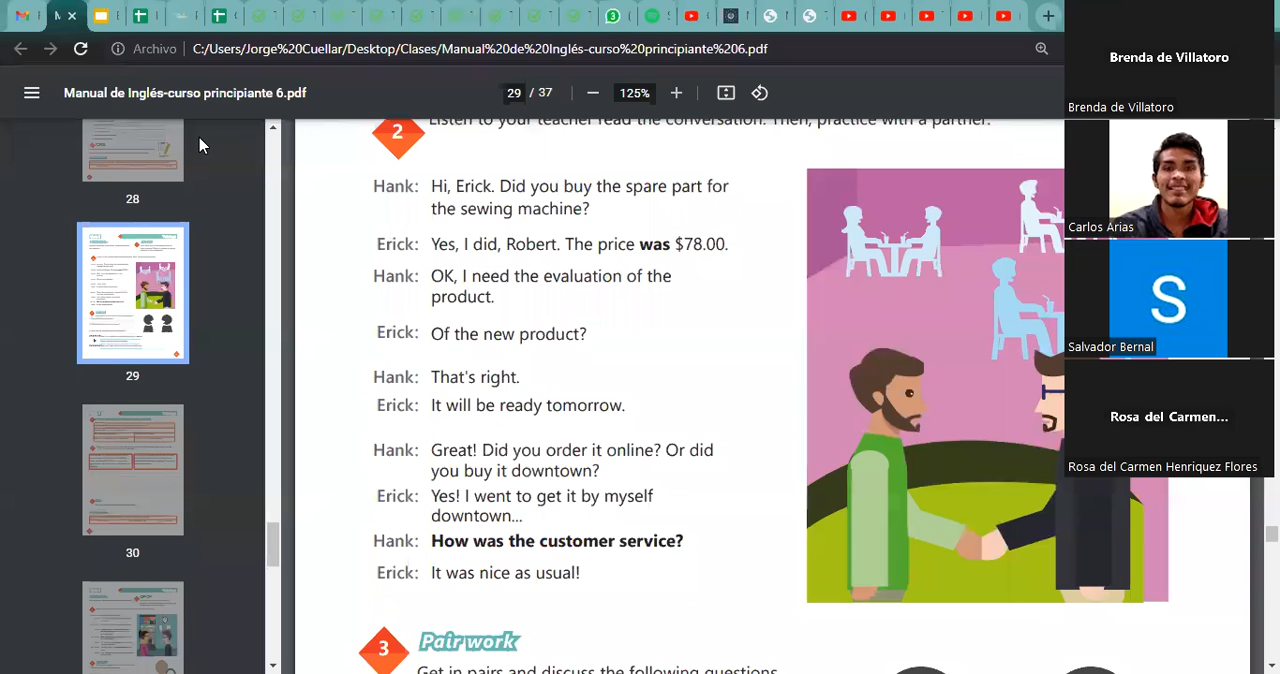 M
3
Archivo
C:/Users/Jorge%20Cuellar/Desktop/Clases/Manual%20de%20Inglés-curso%20principiante%206.pdf
Manual de Inglés-curso principiante 6.pdf
29 / 37
125%
28
29
30
2
Listen to your teacher read the conversation. Then, practice with a partner.
Hank: Hi, Erick. Did you buy the spare part for
the sewing machine?
Erick: Yes, I did, Robert. The price was $78.00.
Hank: OK, I need the evaluation of the
product.
Erick: Of the new product?
Hank: That's right.
Erick: It will be ready tomorrow.
Hank: Great! Did you order it online? Or did
you buy it downtown?
Erick: Yes! I went to get it by myself
downtown...
Hank: How was the customer service?
Erick: It was nice as usual!
3
Pair work
Get in pairs and discuss the following questions
Brenda de Villatoro
Brenda de Villatoro
Carlos Arias
S
Salvador Bernal
Rosa del Carmen...
Rosa del Carmen Henriquez Flores